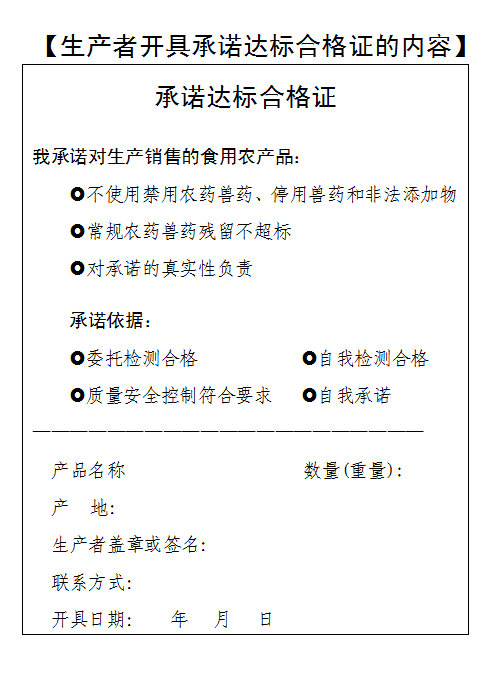 【生产者开具承诺达标合格证的内容】
承诺达标合格证
我承诺对生产销售的食用农产品：
●不使用禁用农药兽药、停用兽药和非法添加物
●常规农药兽药残留不超标
●对承诺的真实性负责
承诺依据：
●委托检测合格 ●自我检测合格
●质量安全控制符合要求 ●自我承诺
————————————————————
产品名称 数量(重量)：
产 地：
生产者盖章或签名：
联系方式：
开具日期： 年 月 日